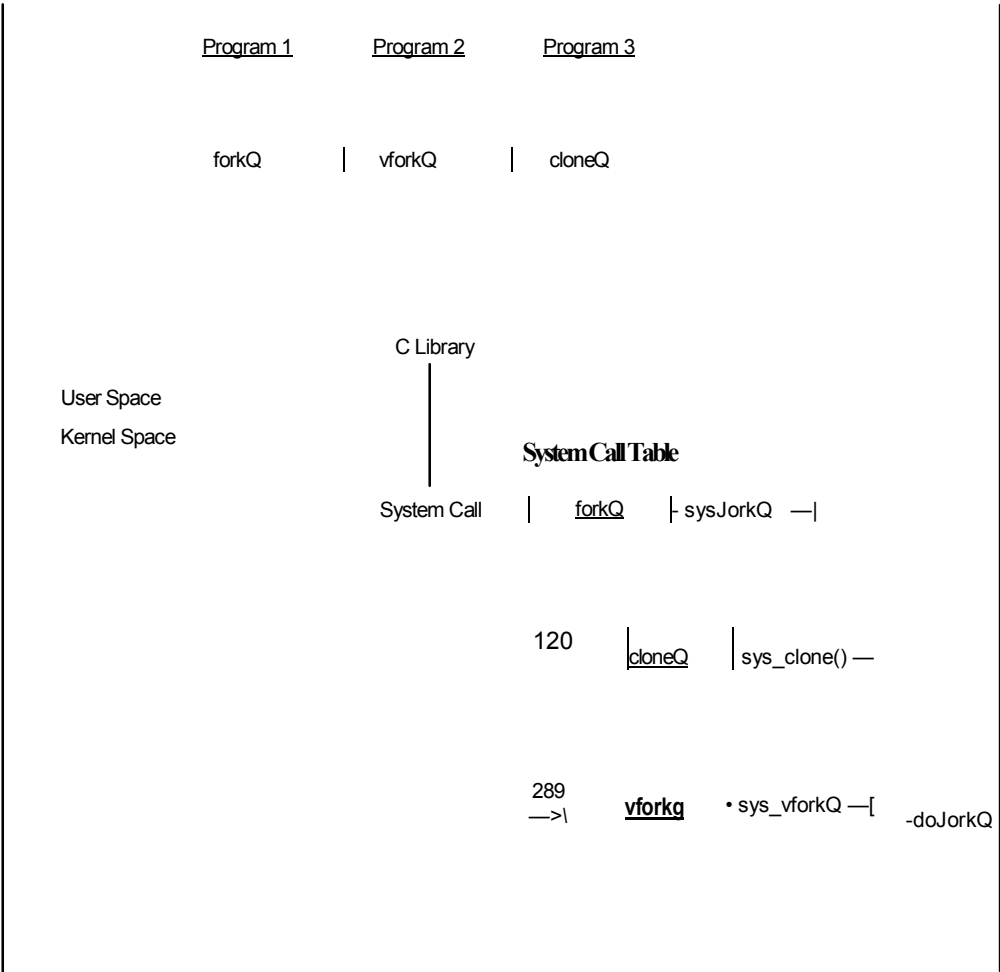 Program 1 Program 2 Program 3
forkQ | vforkQ | cloneQ
C Library
User Space
Kernel Space
System Call Table
System Call | forkQ |- sysJorkQ —|
120 |cloneQ | sys_clone() —
289
—>\ vforkg • sys_vforkQ —[ -doJorkQ